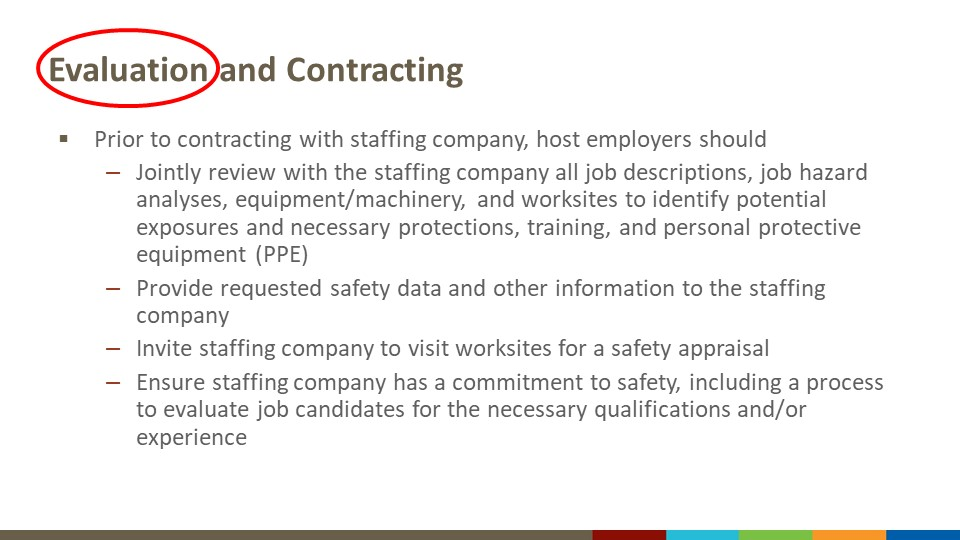 Evaluation and Contracting
▪ Prior to contracting with staffing company, host employers should
– Jointly review with the staffing company all job descriptions, job hazard
analyses, equipment/machinery, and worksites to identify potential
exposures and necessary protections, training, and personal protective
equipment (PPE)
– Provide requested safety data and other information to the staffing
company
– Invite staffing company to visit worksites for a safety appraisal
– Ensure staffing company has a commitment to safety, including a process
to evaluate job candidates for the necessary qualifications and/or
experience